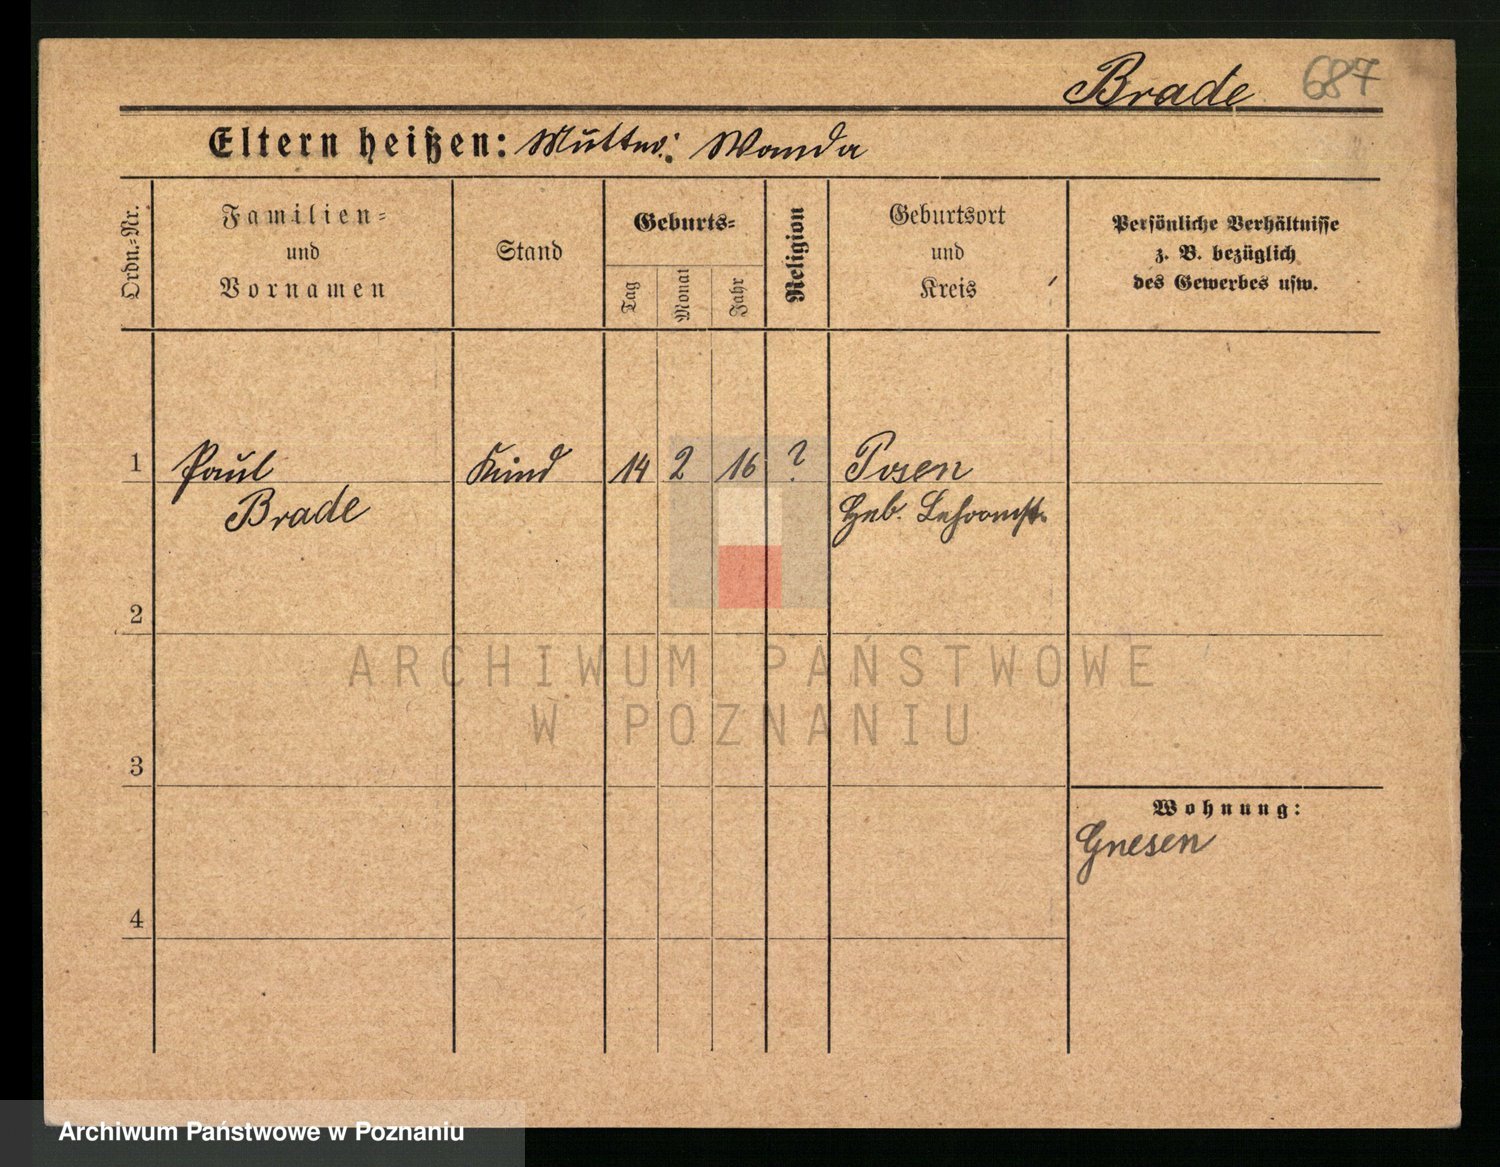 Brade 687
Eltern heißen: Mutter: Wanda
Ordn.-Nr.
Familien-
und
Vornamen
Stand
Geburts-
Tag
Monat
Jahr
Religion
Geburtsort
und
Kreis
Persönliche Verhältnisse
z. B. bezüglich
des Gewerbes usw.
1 Paul Kind 14 2 16 ? Posen
Brade
Heb. Lehranst.
2
3
4
Wohnung:
Gnesen
ARCHIWUM PAŃSTWOWE
W POZNANIU
Archiwum Państwowe w Poznaniu